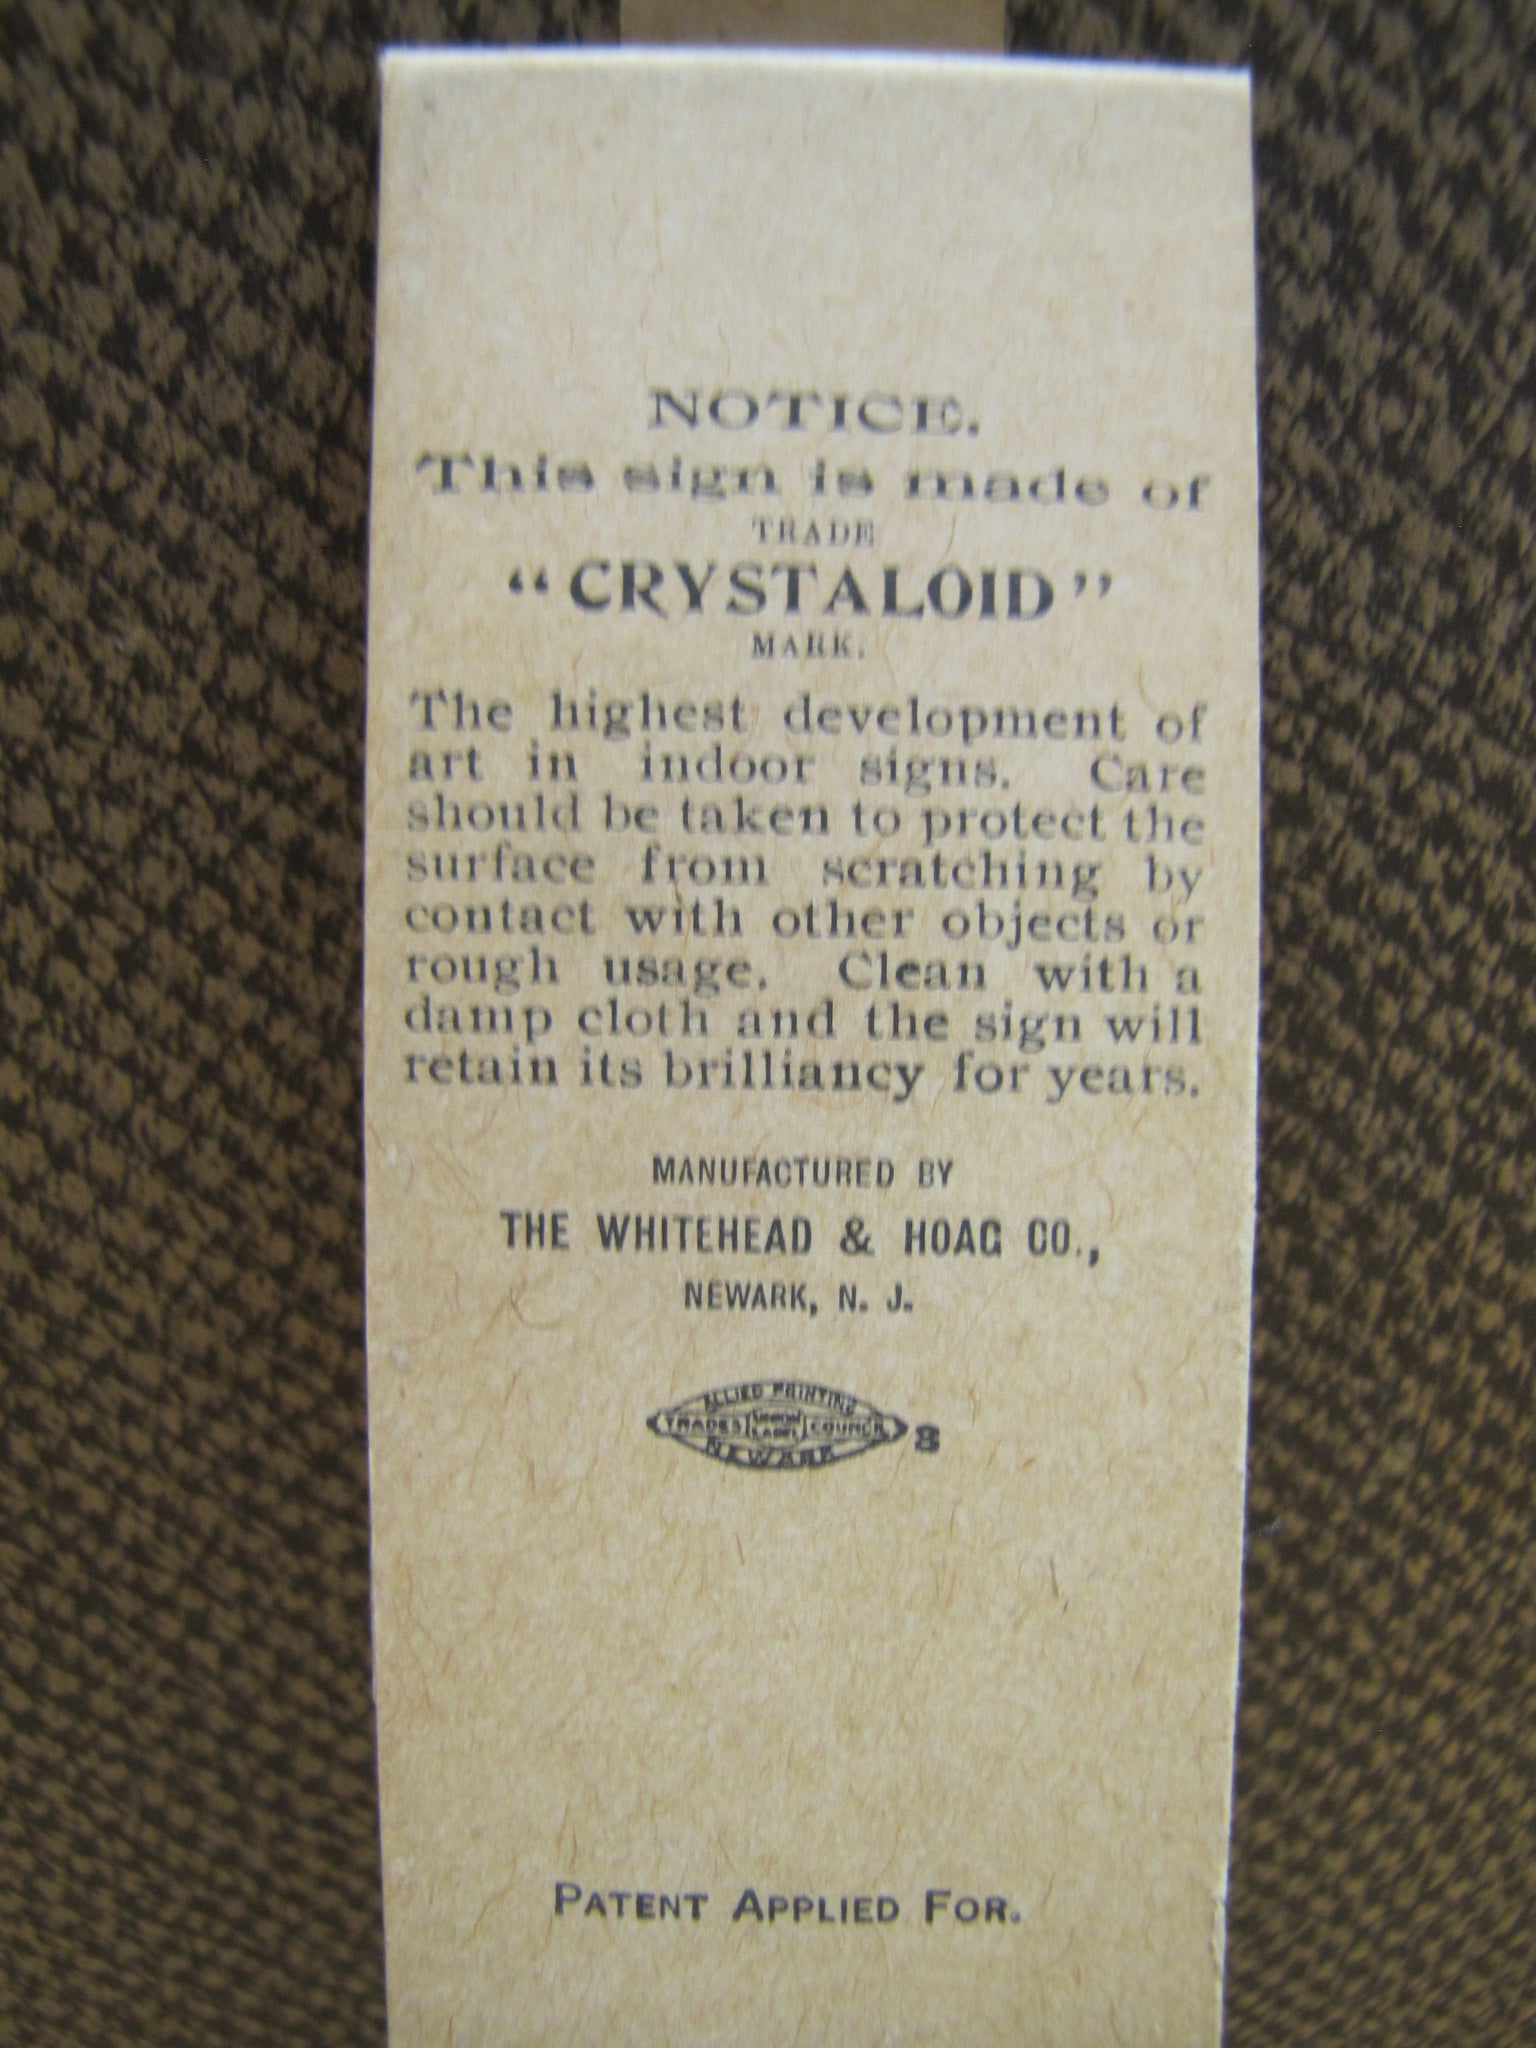 NOTICE.
This sign is made of
TRADE
“CRYSTALOID”
MARK.
The highest development of
art in indoor signs. Care
should be taken to protect the
surface from scratching by
contact with other objects or
rough usage. Clean with a
damp cloth and the sign will
retain its brilliancy for years.
MANUFACTURED BY
THE WHITEHEAD & HOAG CO.,
NEWARK, N. J.
ALLIED PRINTING
TRADES UNION LABEL COUNCIL
NEWARK
8
PATENT APPLIED FOR.